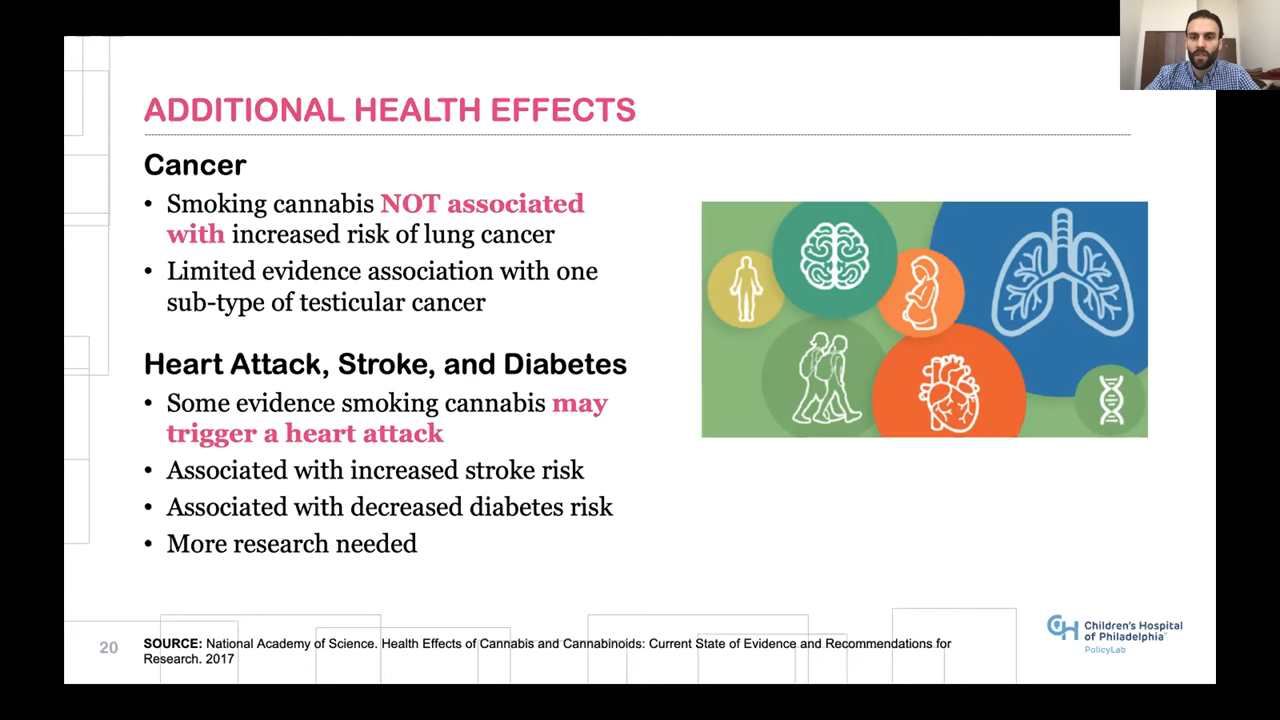 ADDITIONAL HEALTH EFFECTS
Cancer
• Smoking cannabis NOT associated
with increased risk of lung cancer
• Limited evidence association with one
sub-type of testicular cancer
Heart Attack, Stroke, and Diabetes
• Some evidence smoking cannabis may
trigger a heart attack
• Associated with increased stroke risk
• Associated with decreased diabetes risk
• More research needed
20
SOURCE: National Academy of Science. Health Effects of Cannabis and Cannabinoids: Current State of Evidence and Recommendations for
Research. 2017
CH Children's Hospital
of Philadelphia
PolicyLab